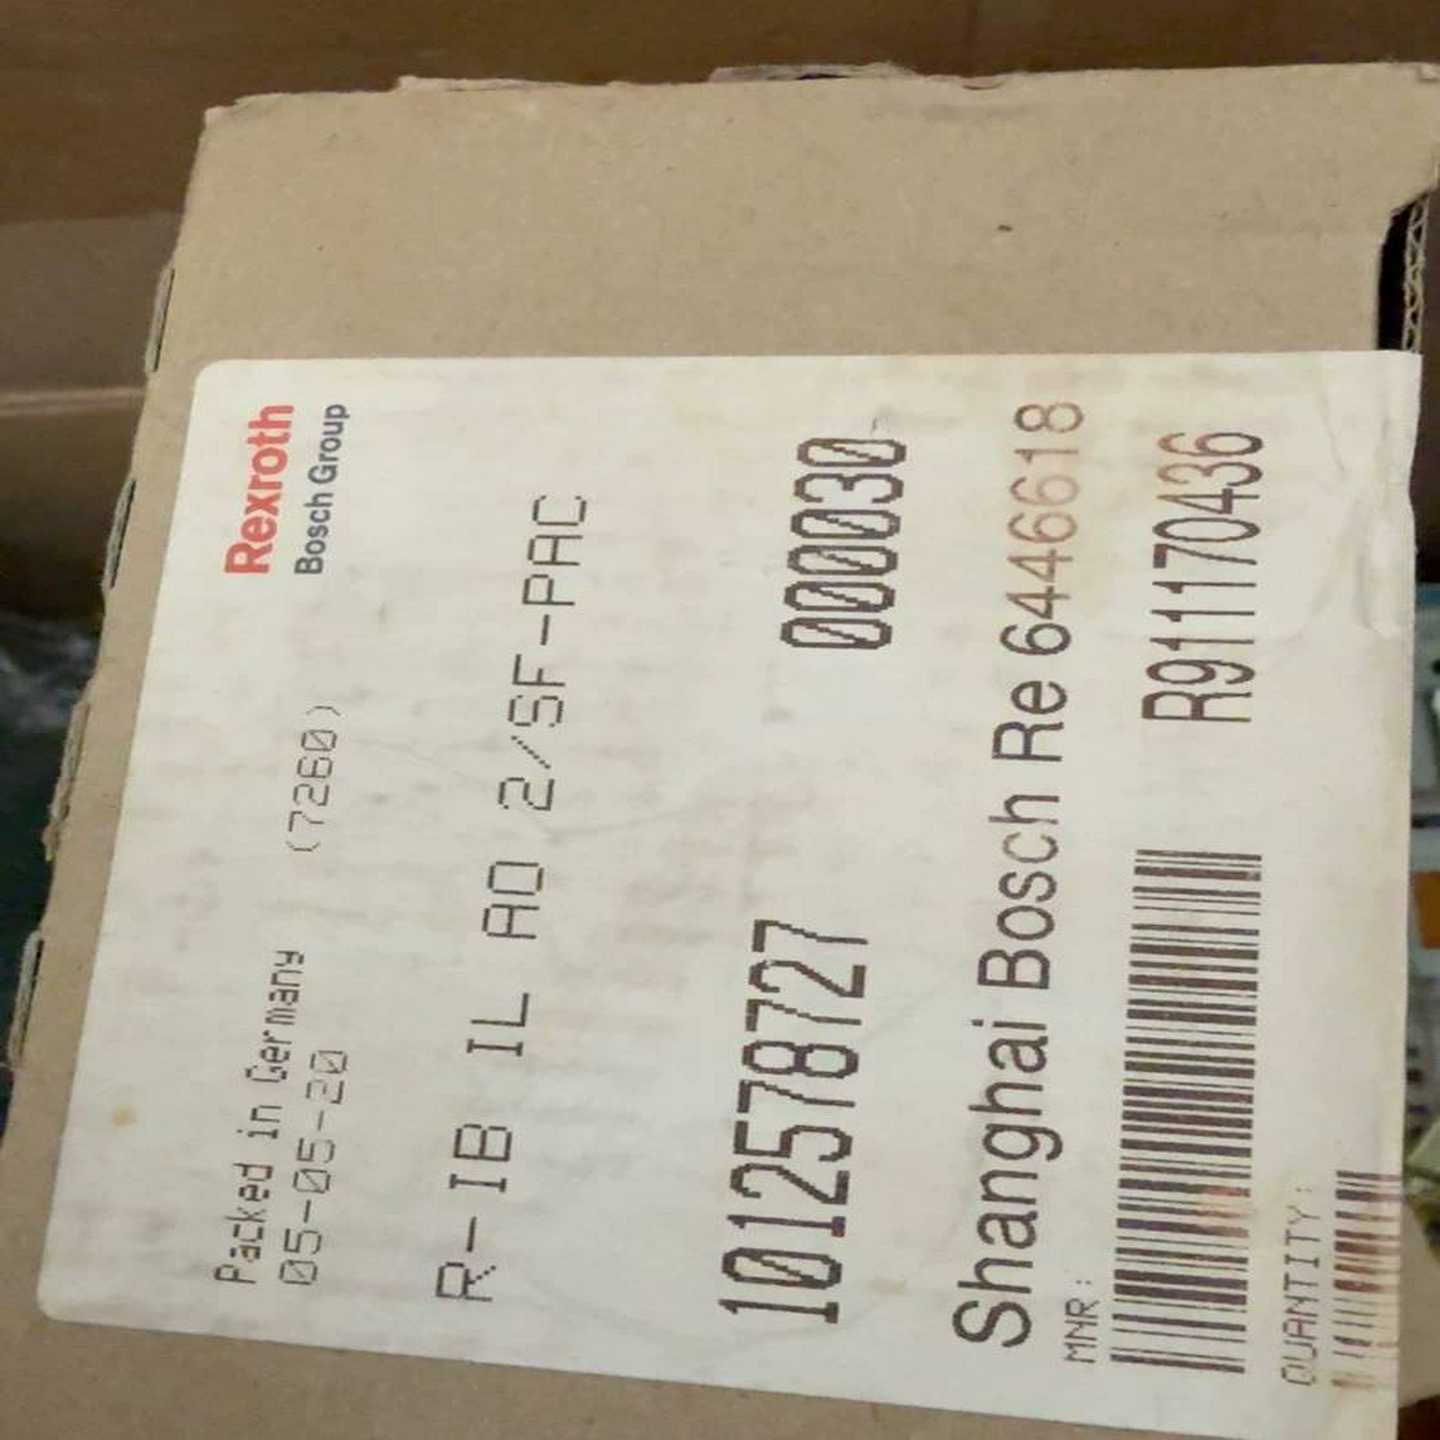 Rexroth
Bosch Group
Packed in Germany
05-05-20 (7260)
R-IB IL AO 2/SF-PAC
1012578727 000030
Shanghai Bosch Re 6446618
MNR:
R911170436
QUANTITY: